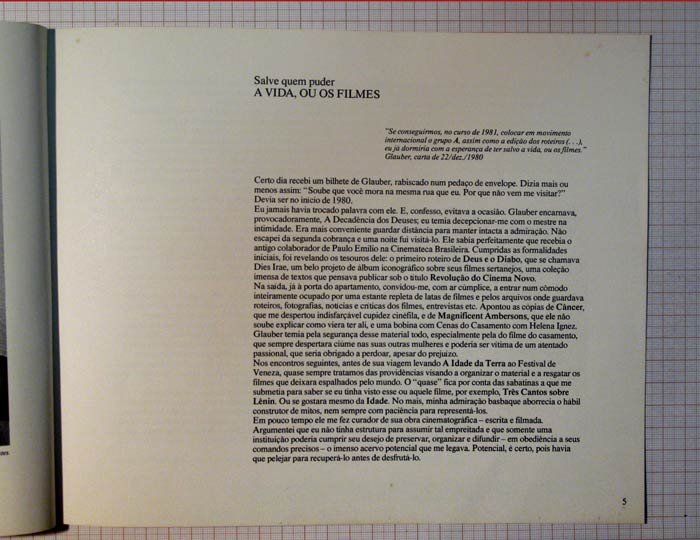 Salve quem puder
A VIDA, OU OS FILMES
"Se conseguirmos, no curso de 1981, colocar em movimento
internacional o grupo A, assim como a edição dos roteiros (. . .),
eu já dormiria com a esperança de ter salvo a vida, ou os filmes."
Glauber, carta de 22/dez./1980
Certo dia recebi um bilhete de Glauber, rabiscado num pedaço de envelope. Dizia mais ou
menos assim: "Soube que você mora na mesma rua que eu. Por que não vem me visitar?"
Devia ser no início de 1980.
Eu jamais havia trocado palavra com ele. E, confesso, evitava a ocasião. Glauber encarnava,
provocadoramente, A Decadência dos Deuses; eu temia decepcionar-me com o mestre na
intimidade. Era mais conveniente guardar distância para manter intacta a admiração. Não
escapei da segunda cobrança e uma noite fui visitá-lo. Ele sabia perfeitamente que recebia o
antigo colaborador de Paulo Emílio na Cinemateca Brasileira. Cumpridas as formalidades
iniciais, foi revelando os tesouros dele: o primeiro roteiro de Deus e o Diabo, que se chamava
Dies Irae, um belo projeto de álbum iconográfico sobre seus filmes sertanejos, uma coleção
imensa de textos que pensava publicar sob o título Revolução do Cinema Novo.
Na saída, já à porta do apartamento, convidou-me, com ar cúmplice, a entrar num cômodo
inteiramente ocupado por uma estante repleta de latas de filmes e pelos arquivos onde guardava
roteiros, fotografias, notícias e críticas dos filmes, entrevistas etc. Apontou as cópias de Câncer,
que me despertou indisfarçável cupidez cinéfila, e de Magnificent Ambersons, que ele não
soube explicar como viera ter ali, e uma bobina com Cenas do Casamento com Helena Ignez.
Glauber temia pela segurança desse material todo, especialmente pela do filme do casamento,
que sempre despertara ciúme nas suas outras mulheres e poderia ser vítima de um atentado
passional, que seria obrigado a perdoar, apesar do prejuízo.
Nos encontros seguintes, antes da sua viagem levando A Idade da Terra ao Festival de
Veneza, quase sempre tratamos das providências visando a organizar o material e a resgatar os
filmes que deixara espalhados pelo mundo. O "quase" fica por conta das sabatinas a que me
submetia para saber se eu tinha visto esse ou aquele filme, por exemplo, Três Cantos sobre
Lênin. Ou se gostara mesmo da Idade. No mais, minha admiração basbaque aborrecia o hábil
construtor de mitos, nem sempre com paciência para representá-los.
Em pouco tempo ele me fez curador de sua obra cinematográfica – escrita e filmada.
Argumentei que eu não tinha estrutura para assumir tal empreitada e que somente uma
instituição poderia cumprir seu desejo de preservar, organizar e difundir – em obediência a seus
comandos precisos – o imenso acervo potencial que me legava. Potencial, é certo, pois havia
que pelejar para recuperá-lo antes de desfrutá-lo.
5